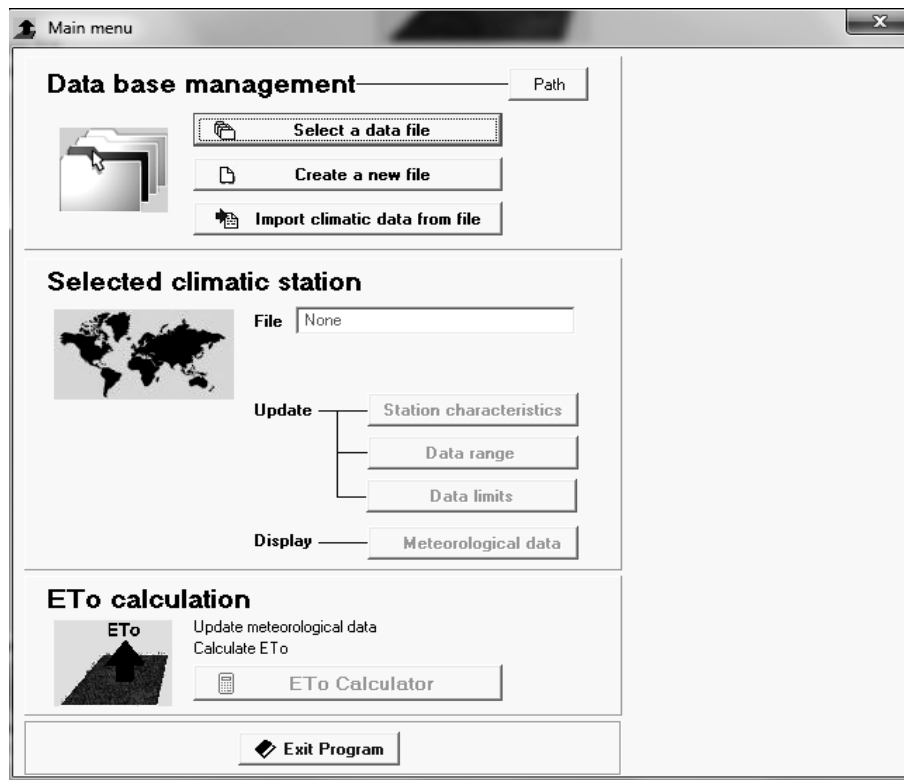 Main menu
Data base management
Path
Select a data file
Create a new file
Import climatic data from file
Selected climatic station
File
None
Update
Station characteristics
Data range
Data limits
Display
Meteorological data
ETo calculation
ETo
Update meteorological data
Calculate ETo
ETo Calculator
Exit Program